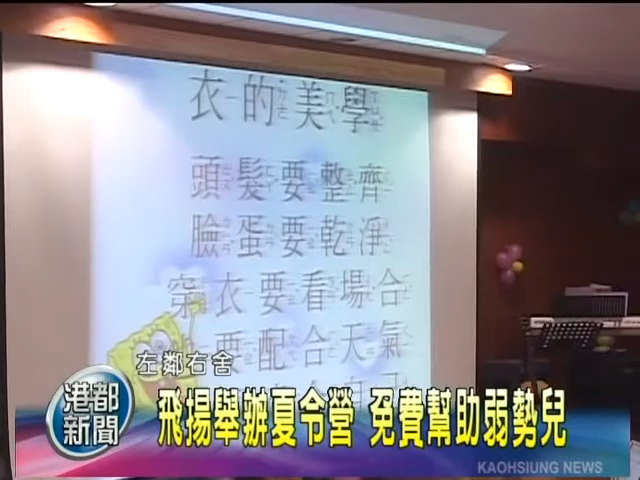 衣的美學
頭髮要整齊
臉蛋要乾淨
穿衣要看場合
要配合天氣
左鄰右舍
港都
新聞
飛揚舉辦夏令營 免費幫助弱勢兒
KAOHSIUNG NEWS